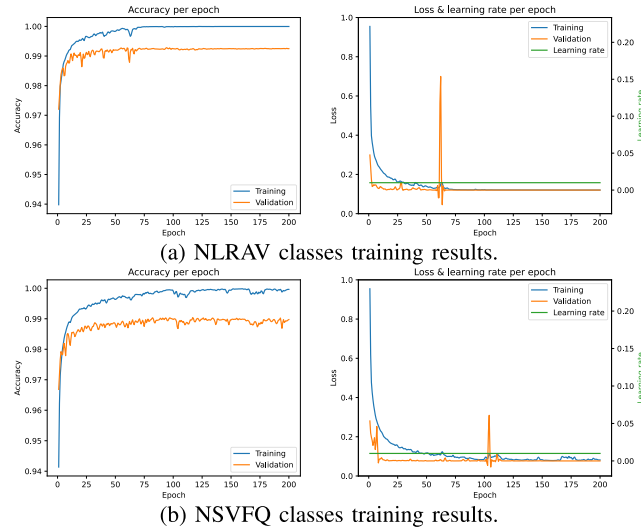 Accuracy per epoch
Loss & learning rate per epoch
1.00
0.99
0.98
0.97
0.96
0.95
0.94
Accuracy
0 25 50 75 100 125 150 175 200
Epoch
Training
Validation
1.0
0.8
0.6
0.4
0.2
0.0
Loss
0 25 50 75 100 125 150 175 200
Epoch
Training
Validation
Learning rate
0.20
0.15
0.10
0.05
0.00
Learning rate
(a) NLRAV classes training results.
Accuracy per epoch
Loss & learning rate per epoch
1.00
0.99
0.98
0.97
0.96
0.95
0.94
Accuracy
0 25 50 75 100 125 150 175 200
Epoch
Training
Validation
1.0
0.8
0.6
0.4
0.2
0.0
Loss
0 25 50 75 100 125 150 175 200
Epoch
Training
Validation
Learning rate
0.20
0.15
0.10
0.05
0.00
Learning rate
(b) NSVFQ classes training results.